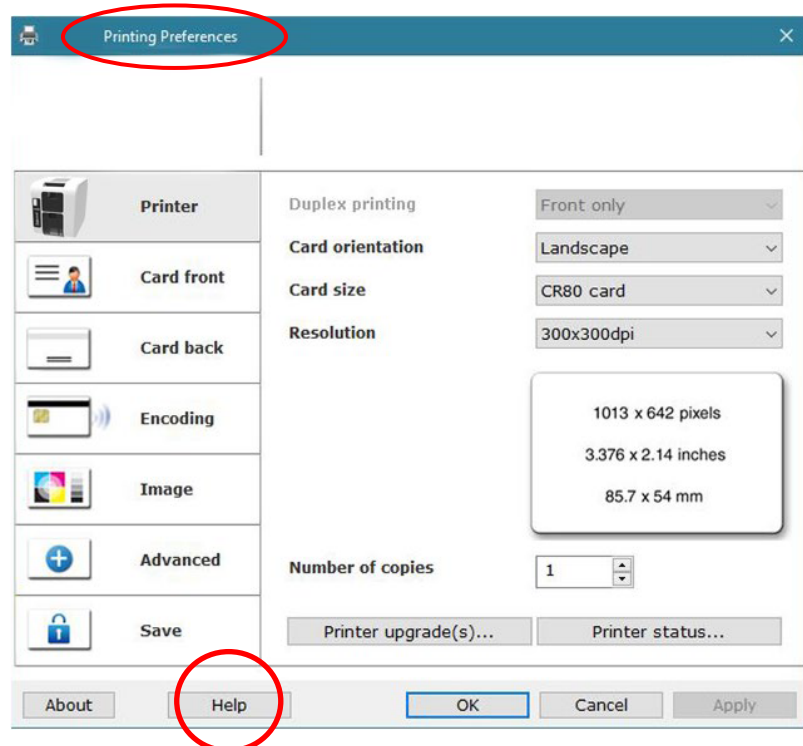 Printing Preferences
Printer
Duplex printing Front only
Card orientation Landscape
Card front
Card size CR80 card
Resolution 300x300dpi
Card back
1013 x 642 pixels
Encoding
3.376 x 2.14 inches
85.7 x 54 mm
Image
Advanced
Number of copies 1
Save
Printer upgrade(s)... Printer status...
About Help OK Cancel Apply